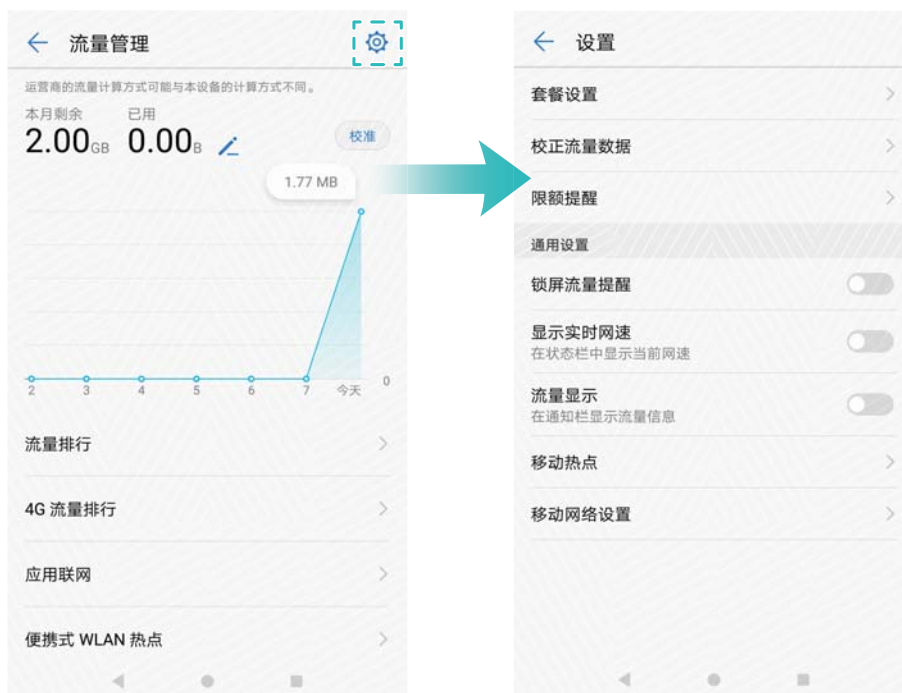 流量管理
运营商的流量计算方式可能与本设备的计算方式不同。
本月剩余 已用
2.00 GB 0.00 B
校准
1.77 MB
0
2 3 4 5 6 7 今天
流量排行
4G 流量排行
应用联网
便携式 WLAN 热点
设置
套餐设置
校正流量数据
限额提醒
通用设置
锁屏流量提醒
显示实时网速
在状态栏中显示当前网速
流量显示
在通知栏显示流量信息
移动热点
移动网络设置